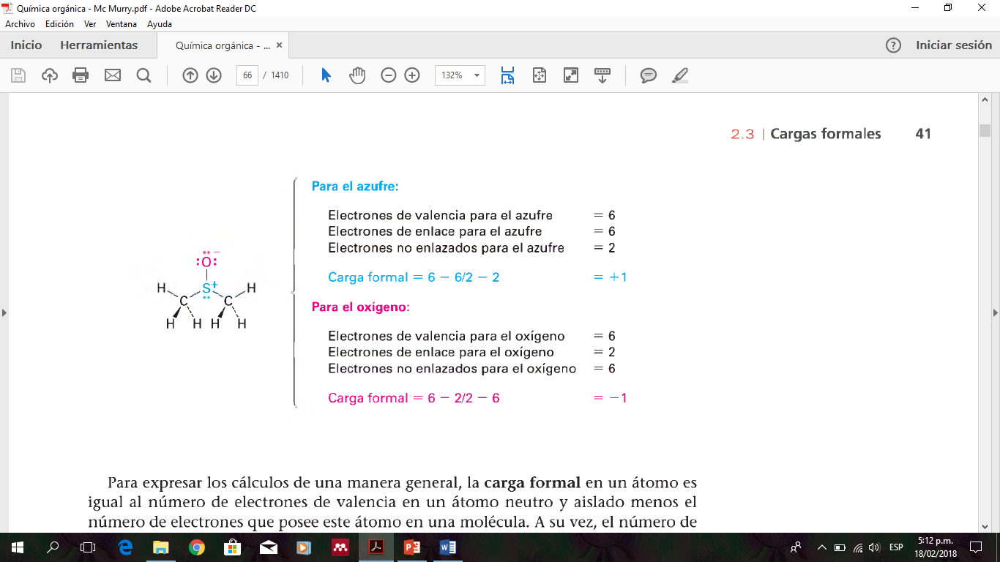 Química orgánica - Mc Murry.pdf - Adobe Acrobat Reader DC
Archivo Edición Ver Ventana Ayuda
Inicio Herramientas Química orgánica - ... × ? Iniciar sesión
66 / 1410 132%
2.3 | Cargas formales 41
Para el azufre:
Electrones de valencia para el azufre = 6
Electrones de enlace para el azufre = 6
Electrones no enlazados para el azufre = 2
Carga formal = 6 − 6/2 − 2 = +1
Para el oxígeno:
Electrones de valencia para el oxígeno = 6
Electrones de enlace para el oxígeno = 2
Electrones no enlazados para el oxígeno = 6
Carga formal = 6 − 2/2 − 6 = −1
:O: −
H S+ H
C C
H H H H
Para expresar los cálculos de una manera general, la carga formal en un átomo es
igual al número de electrones de valencia en un átomo neutro y aislado menos el
número de electrones que posee este átomo en una molécula. A su vez, el número de
ESP 5:12 p.m.
18/02/2018